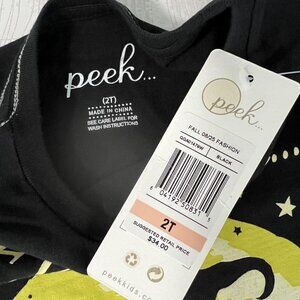 peek...
(2T)
MADE IN CHINA
SEE CARE LABEL FOR
WASH INSTRUCTIONS
peek...
FALL 08/25 FASHION
BLACK
2T
SUGGESTED RETAIL PRICE
$34.00
peekkids.c